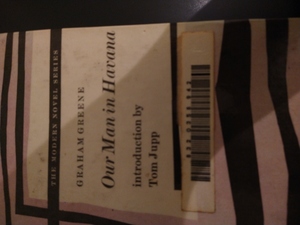 THE MODERN NOVEL SERIES
GRAHAM GREENE
Our Man in Havana
introduction by
Tom Jupp